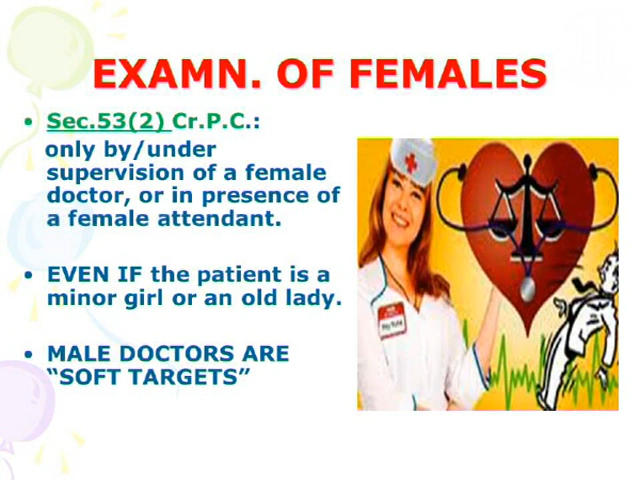 EXAMN. OF FEMALES
• Sec.53(2) Cr.P.C.:
only by/under
supervision of a female
doctor, or in presence of
a female attendant.
• EVEN IF the patient is a
minor girl or an old lady.
• MALE DOCTORS ARE
“SOFT TARGETS”